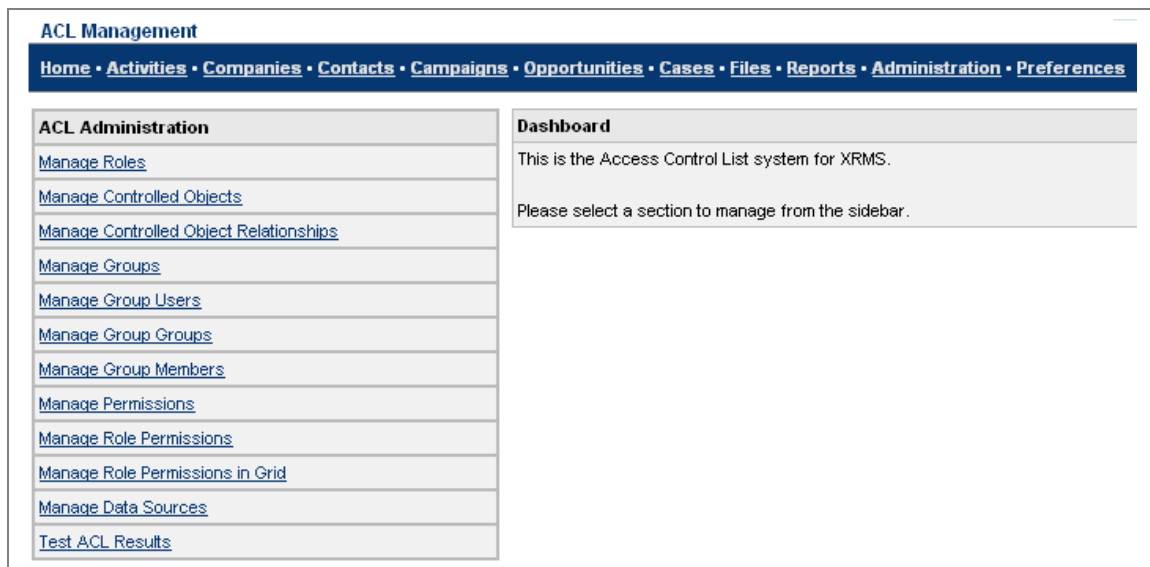 ACL Management
Home • Activities • Companies • Contacts • Campaigns • Opportunities • Cases • Files • Reports • Administration • Preferences
ACL Administration
Manage Roles
Manage Controlled Objects
Manage Controlled Object Relationships
Manage Groups
Manage Group Users
Manage Group Groups
Manage Group Members
Manage Permissions
Manage Role Permissions
Manage Role Permissions in Grid
Manage Data Sources
Test ACL Results
Dashboard
This is the Access Control List system for XRMS.
Please select a section to manage from the sidebar.